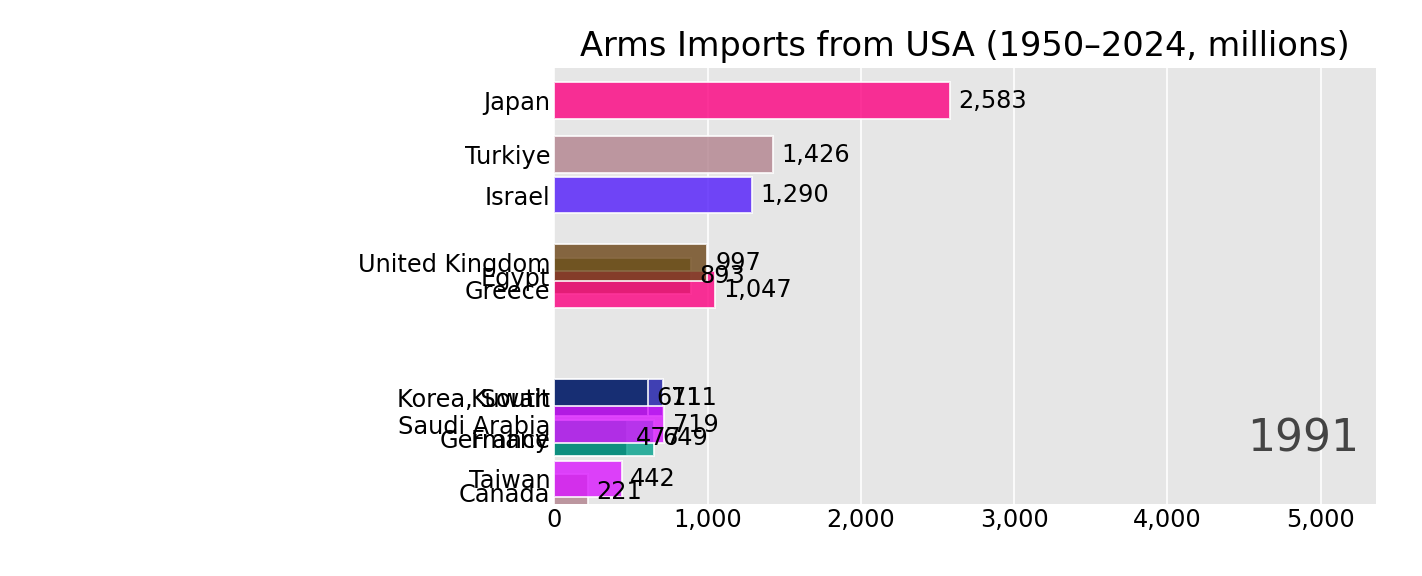 Arms Imports from USA (1950–2024, millions)
Japan 2,583
Turkiye 1,426
Israel 1,290
United Kingdom 997
Egypt 893
Greece 1,047
Korea, South 711
Kuwait 611
Saudi Arabia 719
Germany 649
France 477
Taiwan 442
Canada 221
1991
0 1,000 2,000 3,000 4,000 5,000